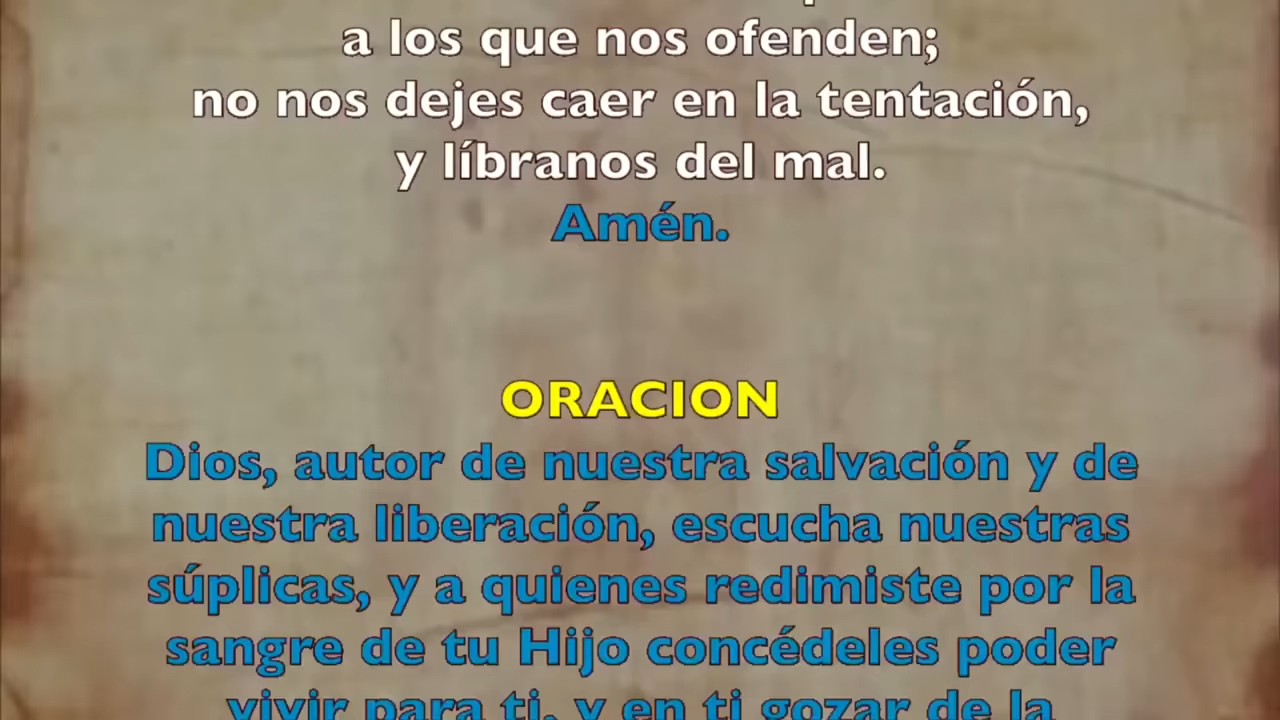 a los que nos ofenden;
no nos dejes caer en la tentación,
y líbranos del mal.
Amén.
ORACION
Dios, autor de nuestra salvación y de
nuestra liberación, escucha nuestras
súplicas, y a quienes redimiste por la
sangre de tu Hijo concédeles poder
vivir para ti, y en ti gozar de la